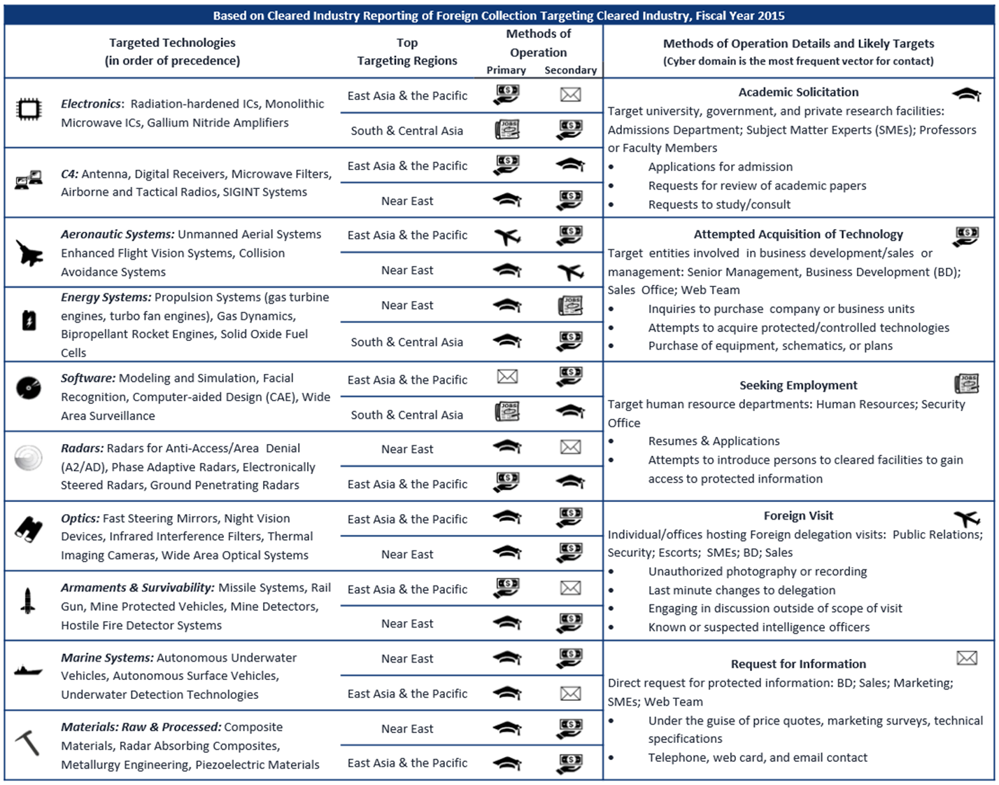 Based on Cleared Industry Reporting of Foreign Collection Targeting Cleared Industry, Fiscal Year 2015
Targeted Technologies
(in order of precedence)
Top
Targeting Regions
Methods of
Operation
Primary Secondary
Methods of Operation Details and Likely Targets
(Cyber domain is the most frequent vector for contact)
Electronics: Radiation-hardened ICs, Monolithic
Microwave ICs, Gallium Nitride Amplifiers
East Asia & the Pacific
JOBS
South & Central Asia
C4: Antenna, Digital Receivers, Microwave Filters,
Airborne and Tactical Radios, SIGINT Systems
East Asia & the Pacific
Near East
Aeronautic Systems: Unmanned Aerial Systems
Enhanced Flight Vision Systems, Collision
Avoidance Systems
East Asia & the Pacific
Near East
Energy Systems: Propulsion Systems (gas turbine
engines, turbo fan engines), Gas Dynamics,
Bipropellant Rocket Engines, Solid Oxide Fuel
Cells
Near East
JOBS
South & Central Asia
Software: Modeling and Simulation, Facial
Recognition, Computer-aided Design (CAE), Wide
Area Surveillance
East Asia & the Pacific
South & Central Asia
JOBS
Radars: Radars for Anti-Access/Area Denial
(A2/AD), Phase Adaptive Radars, Electronically
Steered Radars, Ground Penetrating Radars
Near East
East Asia & the Pacific
Optics: Fast Steering Mirrors, Night Vision
Devices, Infrared Interference Filters, Thermal
Imaging Cameras, Wide Area Optical Systems
East Asia & the Pacific
Near East
Armaments & Survivability: Missile Systems, Rail
Gun, Mine Protected Vehicles, Mine Detectors,
Hostile Fire Detector Systems
East Asia & the Pacific
Near East
Marine Systems: Autonomous Underwater
Vehicles, Autonomous Surface Vehicles,
Underwater Detection Technologies
Near East
East Asia & the Pacific
Materials: Raw & Processed: Composite
Materials, Radar Absorbing Composites,
Metallurgy Engineering, Piezoelectric Materials
Near East
East Asia & the Pacific
Academic Solicitation
Target university, government, and private research facilities:
Admissions Department; Subject Matter Experts (SMEs); Professors
or Faculty Members
• Applications for admission
• Requests for review of academic papers
• Requests to study/consult
Attempted Acquisition of Technology
Target entities involved in business development/sales or
management: Senior Management, Business Development (BD);
Sales Office; Web Team
• Inquiries to purchase company or business units
• Attempts to acquire protected/controlled technologies
• Purchase of equipment, schematics, or plans
Seeking Employment
JOBS
Target human resource departments: Human Resources; Security
Office
• Resumes & Applications
• Attempts to introduce persons to cleared facilities to gain
access to protected information
Foreign Visit
Individual/offices hosting Foreign delegation visits: Public Relations;
Security; Escorts; SMEs; BD; Sales
• Unauthorized photography or recording
• Last minute changes to delegation
• Engaging in discussion outside of scope of visit
• Known or suspected intelligence officers
Request for Information
Direct request for protected information: BD; Sales; Marketing;
SMEs; Web Team
• Under the guise of price quotes, marketing surveys, technical
specifications
• Telephone, web card, and email contact